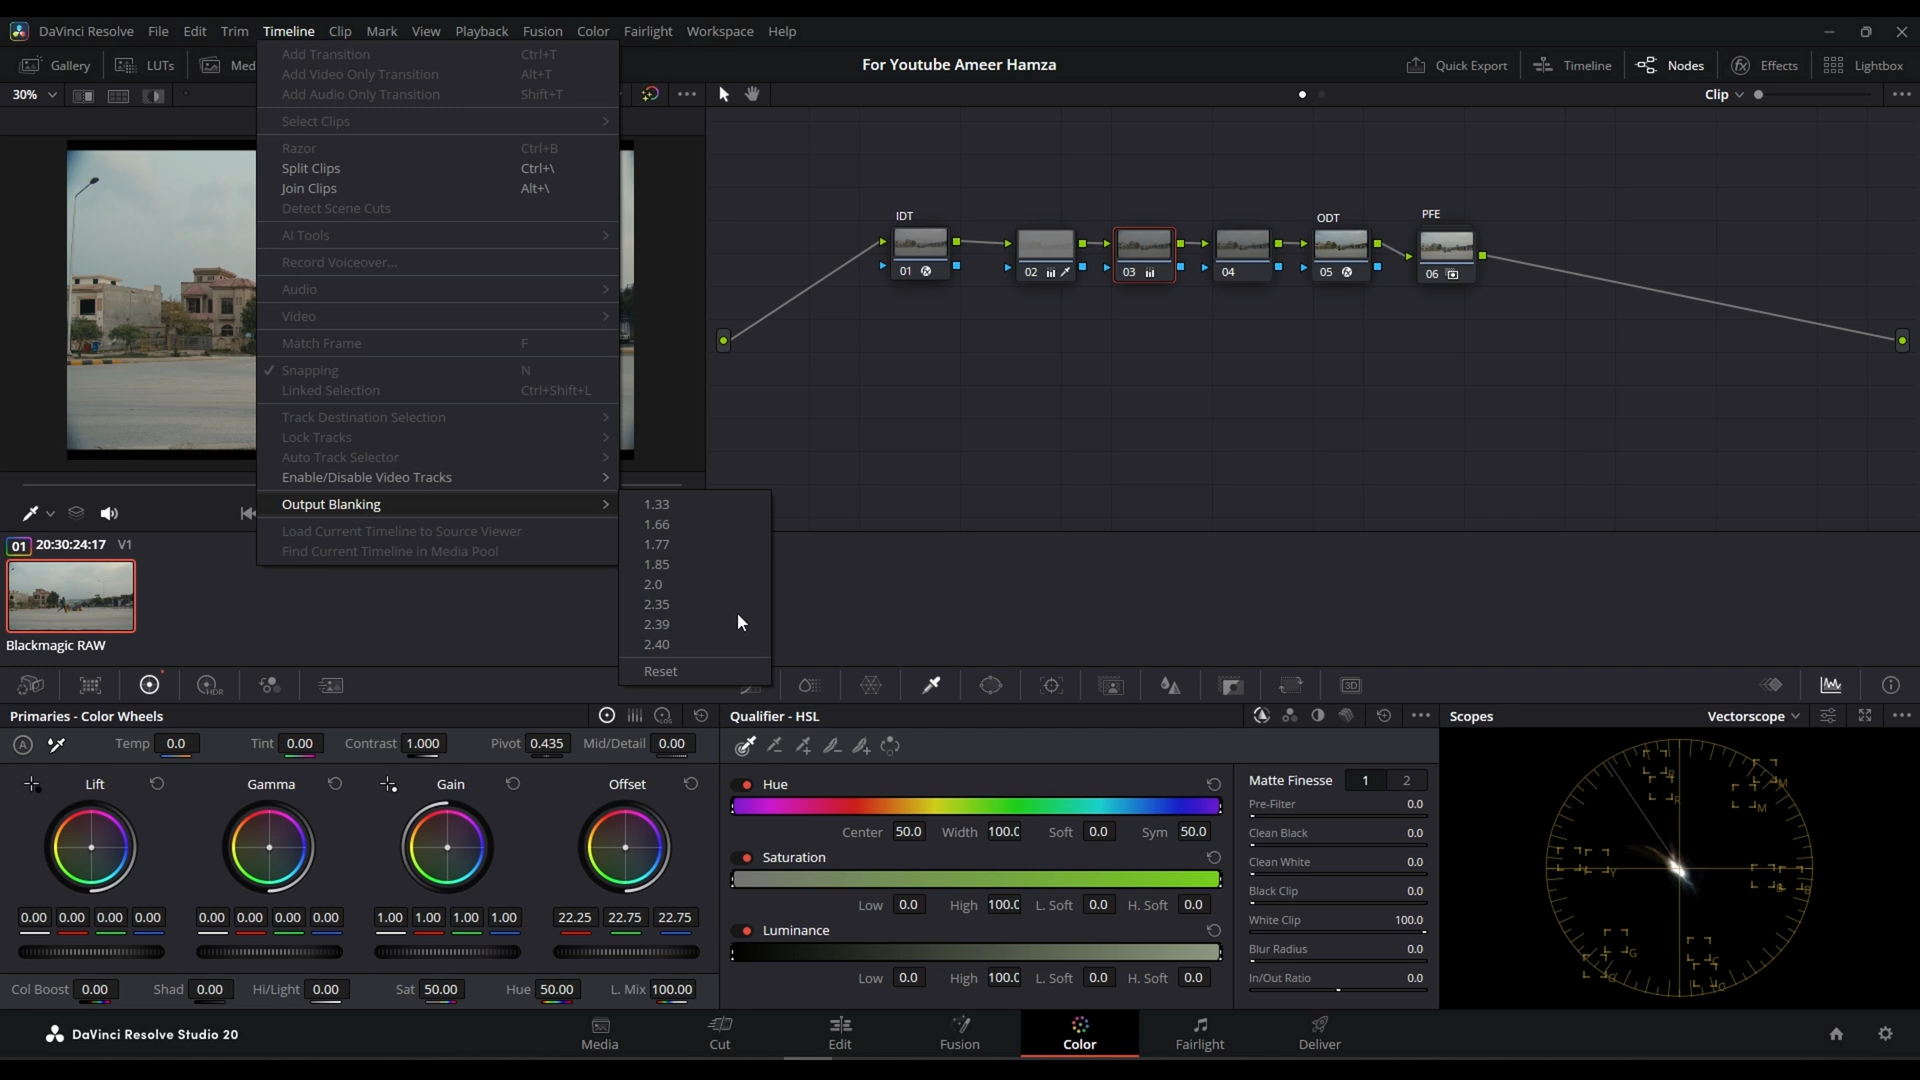 DaVinci Resolve File Edit Trim Timeline Clip Mark View Playback Fusion Color Fairlight Workspace Help
Gallery LUTs Med For Youtube Ameer Hamza Quick Export Timeline Nodes Effects Lightbox
30% Clip
Add Transition Ctrl+T
Add Video Only Transition Alt+T
Add Audio Only Transition Shift+T
Select Clips
Razor Ctrl+B
Split Clips Ctrl+\
Join Clips Alt+\
Detect Scene Cuts
AI Tools
Record Voiceover...
Audio
Video
Match Frame F
Snapping N
Linked Selection Ctrl+Shift+L
Track Destination Selection
Lock Tracks
Auto Track Selector
Enable/Disable Video Tracks
Output Blanking
Load Current Timeline to Source Viewer
Find Current Timeline in Media Pool
1.33
1.66
1.77
1.85
2.0
2.35
2.39
2.40
Reset
IDT ODT PFE
01 02 03 04 05 06
01 20:30:24:17 V1
Blackmagic RAW
HDR 3D
Primaries - Color Wheels
LOG
A Temp 0.0 Tint 0.00 Contrast 1.000 Pivot 0.435 Mid/Detail 0.00
Lift Gamma Gain Offset
0.00 0.00 0.00 0.00 0.00 0.00 0.00 0.00 1.00 1.00 1.00 1.00 22.25 22.75 22.75
Col Boost 0.00 Shad 0.00 Hi/Light 0.00 Sat 50.00 Hue 50.00 L. Mix 100.00
Qualifier - HSL
Hue
Center 50.0 Width 100.0 Soft 0.0 Sym 50.0
Saturation
Low 0.0 High 100.0 L. Soft 0.0 H. Soft 0.0
Luminance
Low 0.0 High 100.0 L. Soft 0.0 H. Soft 0.0
Matte Finesse 1 2
Pre-Filter 0.0
Clean Black 0.0
Clean White 0.0
Black Clip 0.0
White Clip 100.0
Blur Radius 0.0
In/Out Ratio 0.0
Scopes Vectorscope
R
R
M
M
Y
B
B
G
G
C
C
DaVinci Resolve Studio 20 Media Cut Edit Fusion Color Fairlight Deliver